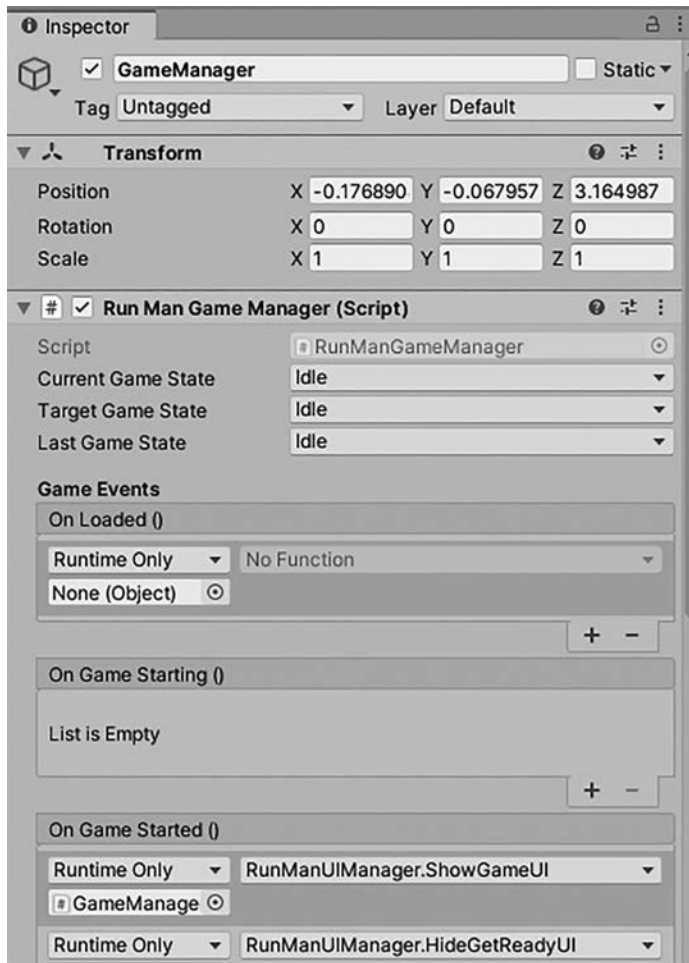 Inspector
GameManager Static
Tag Untagged Layer Default
Transform
Position X -0.176890 Y -0.067957 Z 3.164987
Rotation X 0 Y 0 Z 0
Scale X 1 Y 1 Z 1
# Run Man Game Manager (Script)
Script # RunManGameManager
Current Game State Idle
Target Game State Idle
Last Game State Idle
Game Events
On Loaded ()
Runtime Only No Function
None (Object)
+ -
On Game Starting ()
List is Empty
+ -
On Game Started ()
Runtime Only RunManUIManager.ShowGameUI
# GameManage
Runtime Only RunManUIManager.HideGetReadyUI